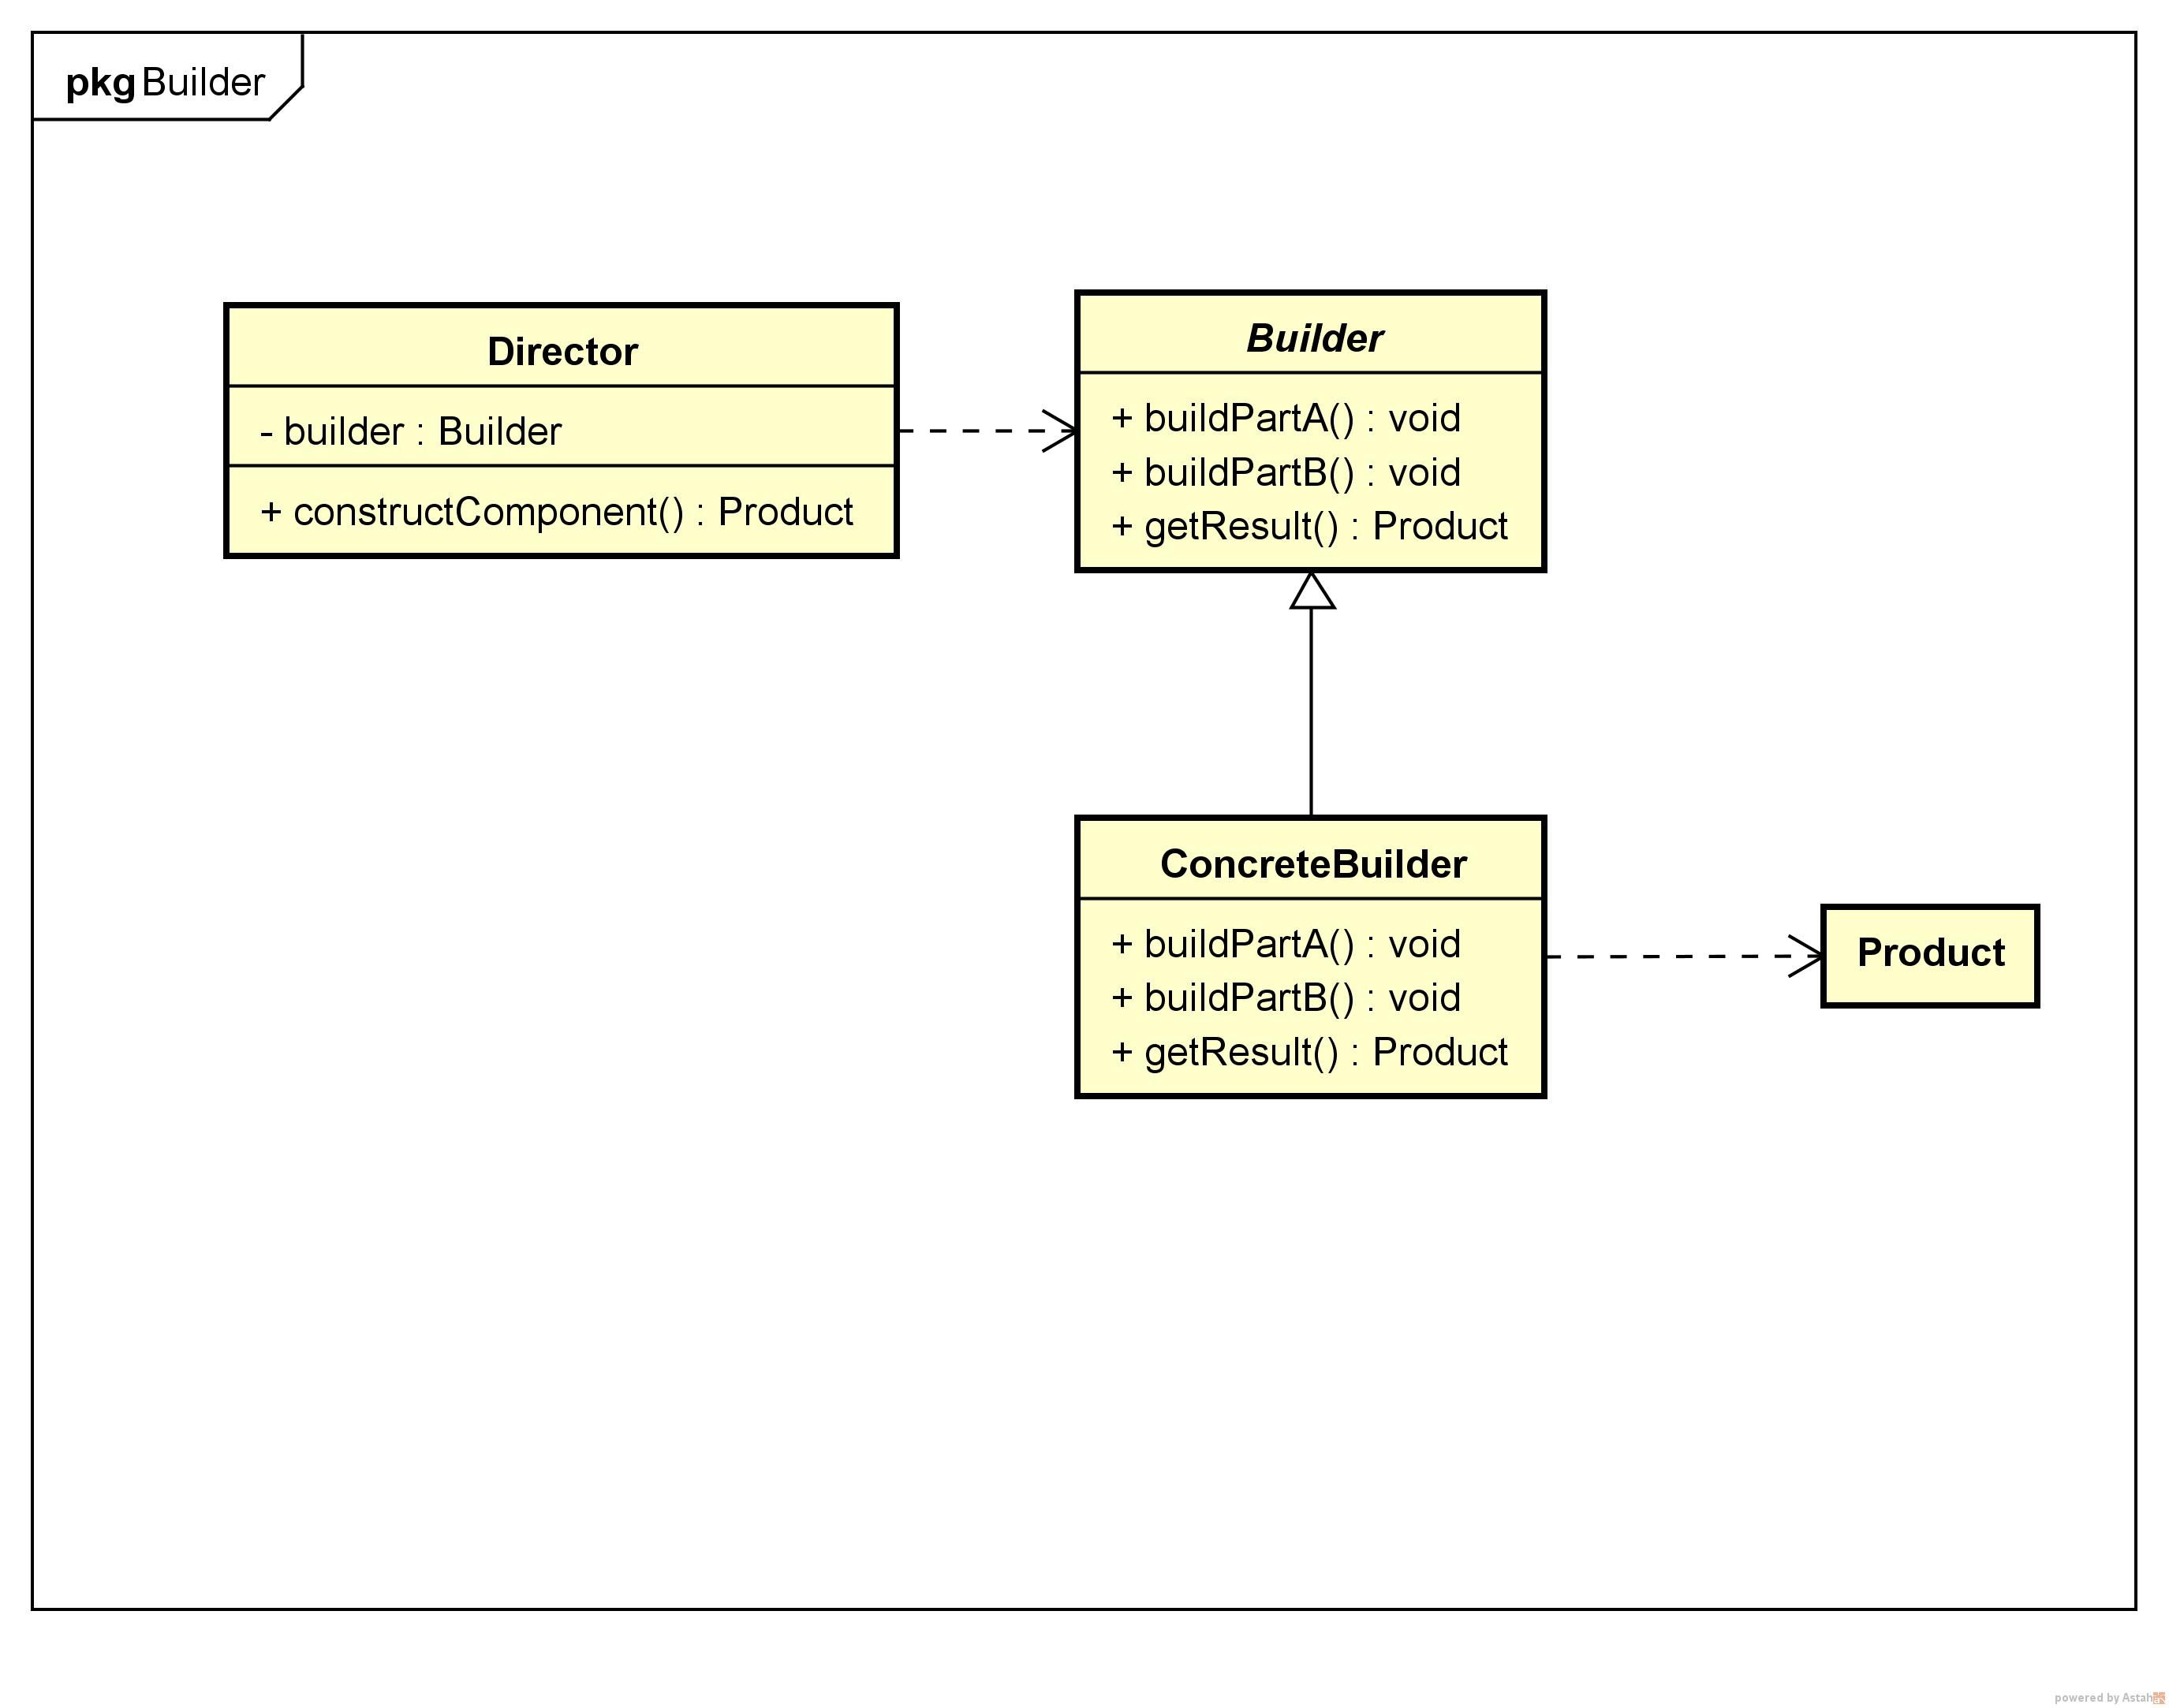 pkg Builder
Director
- builder : Builder
+ constructComponent() : Product
Builder
+ buildPartA() : void
+ buildPartB() : void
+ getResult() : Product
ConcreteBuilder
+ buildPartA() : void
+ buildPartB() : void
+ getResult() : Product
Product
powered by Astah